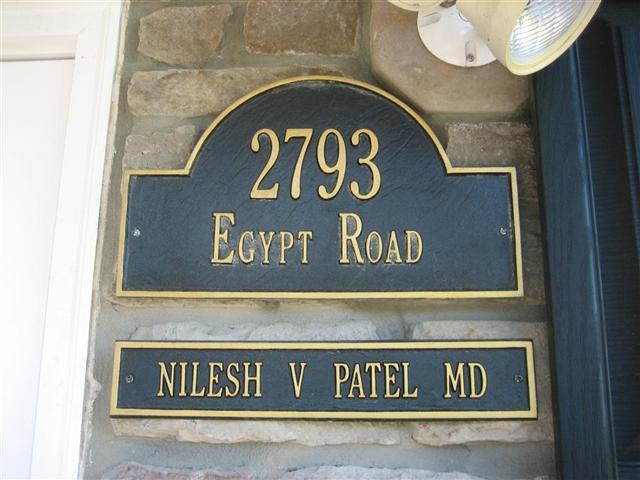 2793
Egypt Road
NILESH V PATEL MD